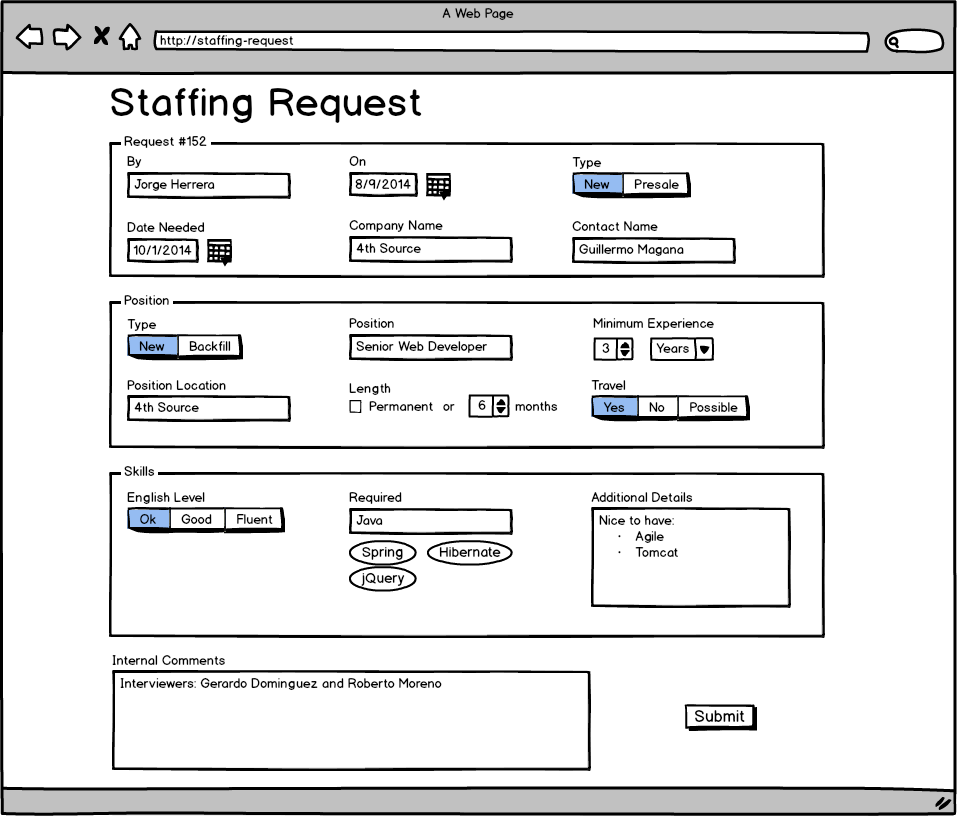 A Web Page
http://staffing-request
Staffing Request
Request #152
By
On
Type
Jorge Herrera
8/9/2014
New Presale
Date Needed
Company Name
Contact Name
10/1/2014
4th Source
Guillermo Magana
Position
Type
Position
Minimum Experience
New Backfill
Senior Web Developer
3 Years
Position Location
Length
Travel
4th Source
Permanent or 6 months
Yes No Possible
Skills
English Level
Required
Additional Details
Ok Good Fluent
Java
Nice to have:
· Agile
· Tomcat
Spring Hibernate
jQuery
Internal Comments
Interviewers: Gerardo Dominguez and Roberto Moreno
Submit